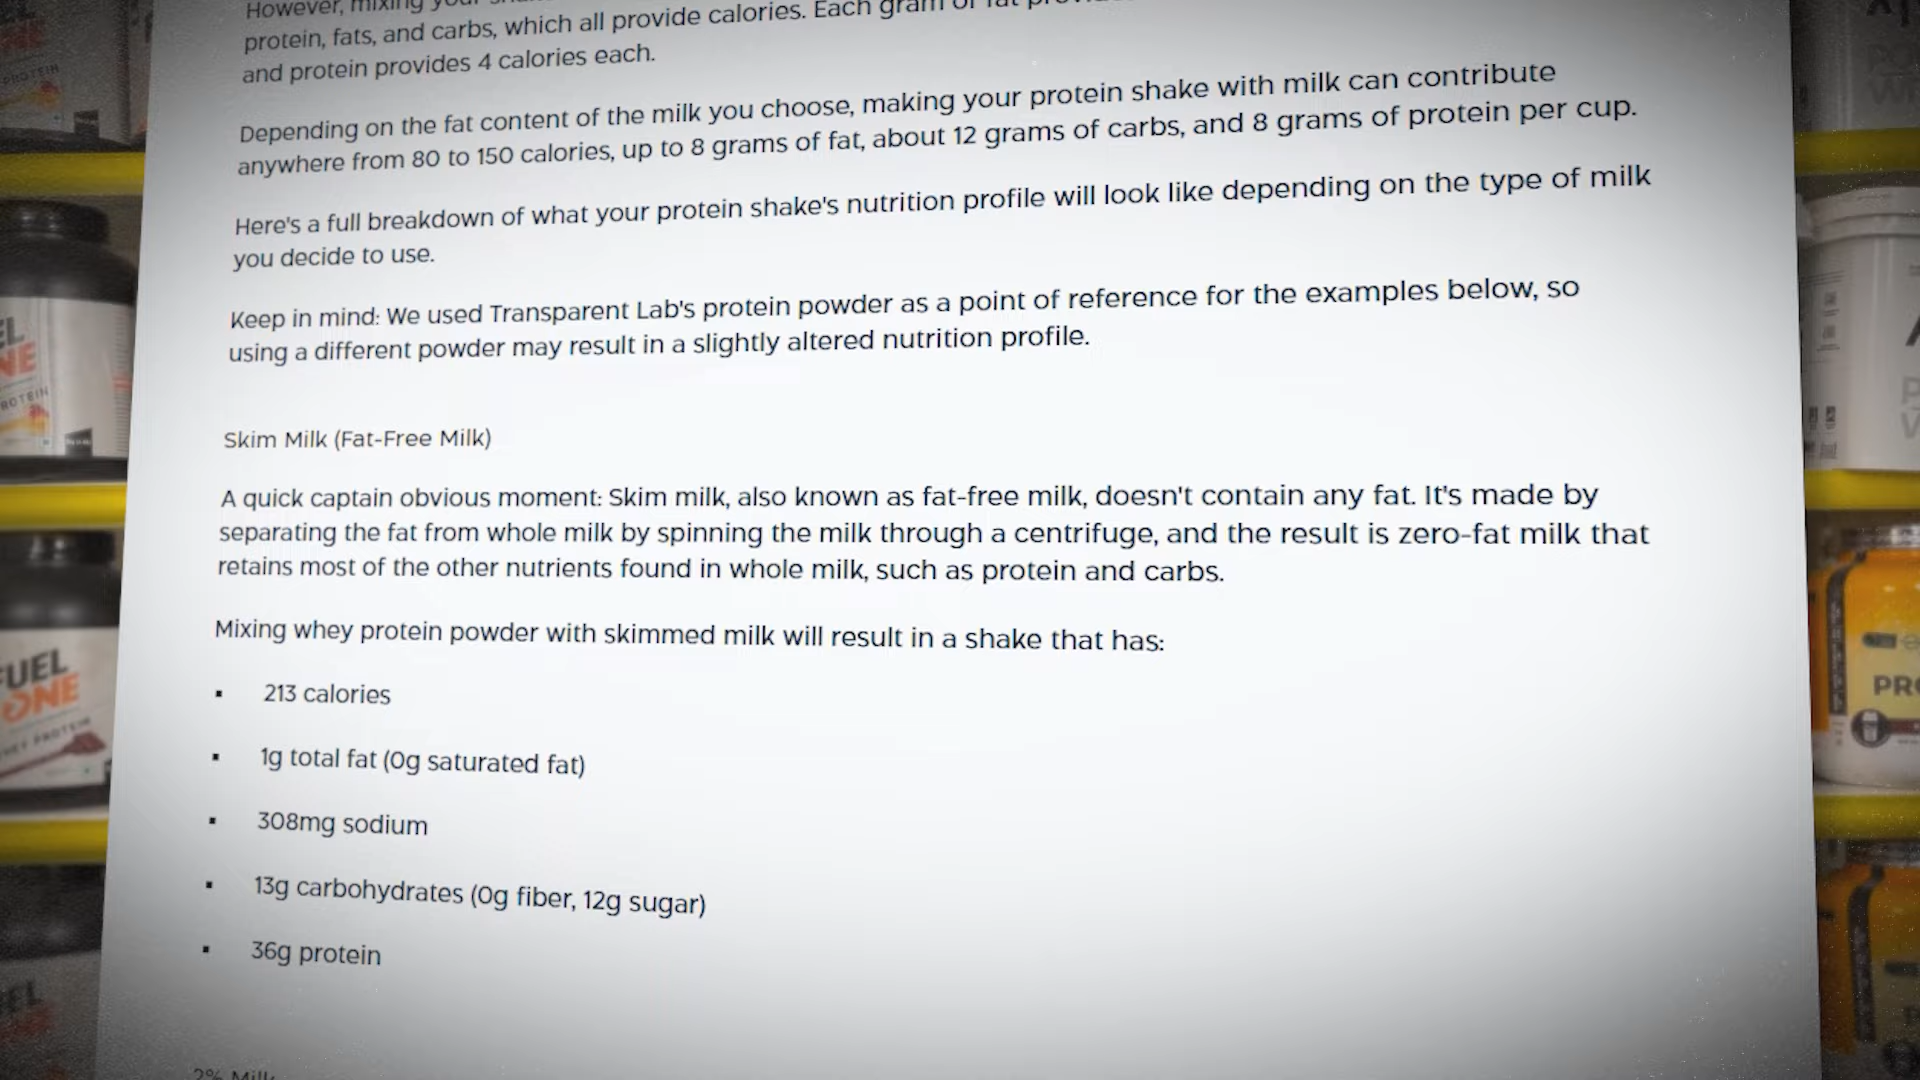 However, mixing your
protein, fats, and carbs, which all provide calories. Each gram of fat
and protein provides 4 calories each.
Depending on the fat content of the milk you choose, making your protein shake with milk can contribute
anywhere from 80 to 150 calories, up to 8 grams of fat, about 12 grams of carbs, and 8 grams of protein per cup.
Here's a full breakdown of what your protein shake's nutrition profile will look like depending on the type of milk
you decide to use.
Keep in mind: We used Transparent Lab's protein powder as a point of reference for the examples below, so
using a different powder may result in a slightly altered nutrition profile.
Skim Milk (Fat-Free Milk)
A quick captain obvious moment: Skim milk, also known as fat-free milk, doesn't contain any fat. It's made by
separating the fat from whole milk by spinning the milk through a centrifuge, and the result is zero-fat milk that
retains most of the other nutrients found in whole milk, such as protein and carbs.
Mixing whey protein powder with skimmed milk will result in a shake that has:
▪ 213 calories
▪ 1g total fat (0g saturated fat)
▪ 308mg sodium
▪ 13g carbohydrates (0g fiber, 12g sugar)
▪ 36g protein
2% Milk
FUEL
ONE